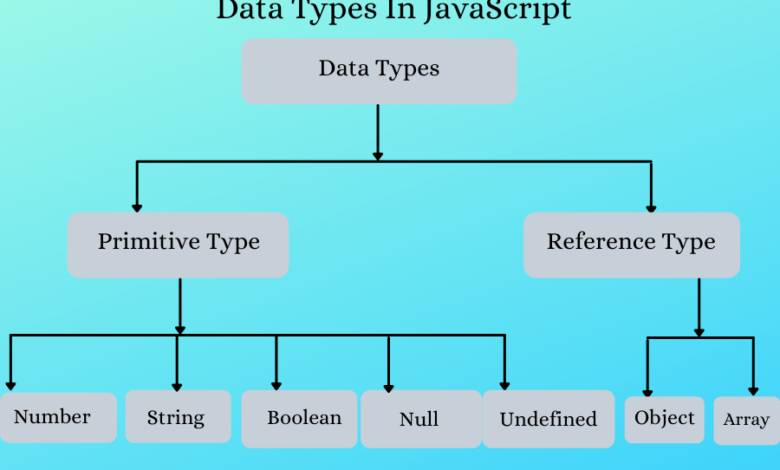 Data Types In JavaScript
Data Types
Primitive Type
Reference Type
Number
String
Boolean
Null
Undefined
Object
Array